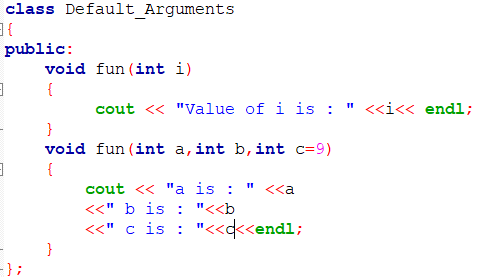 class Default_Arguments
{
public:
    void fun(int i)
    {
         cout << "Value of i is : " <<i<< endl;
    }
    void fun(int a,int b,int c=9)
    {
        cout << "a is : " <<a
        <<" b is : "<<b
        <<" c is : "<<c<<endl;
    }
};